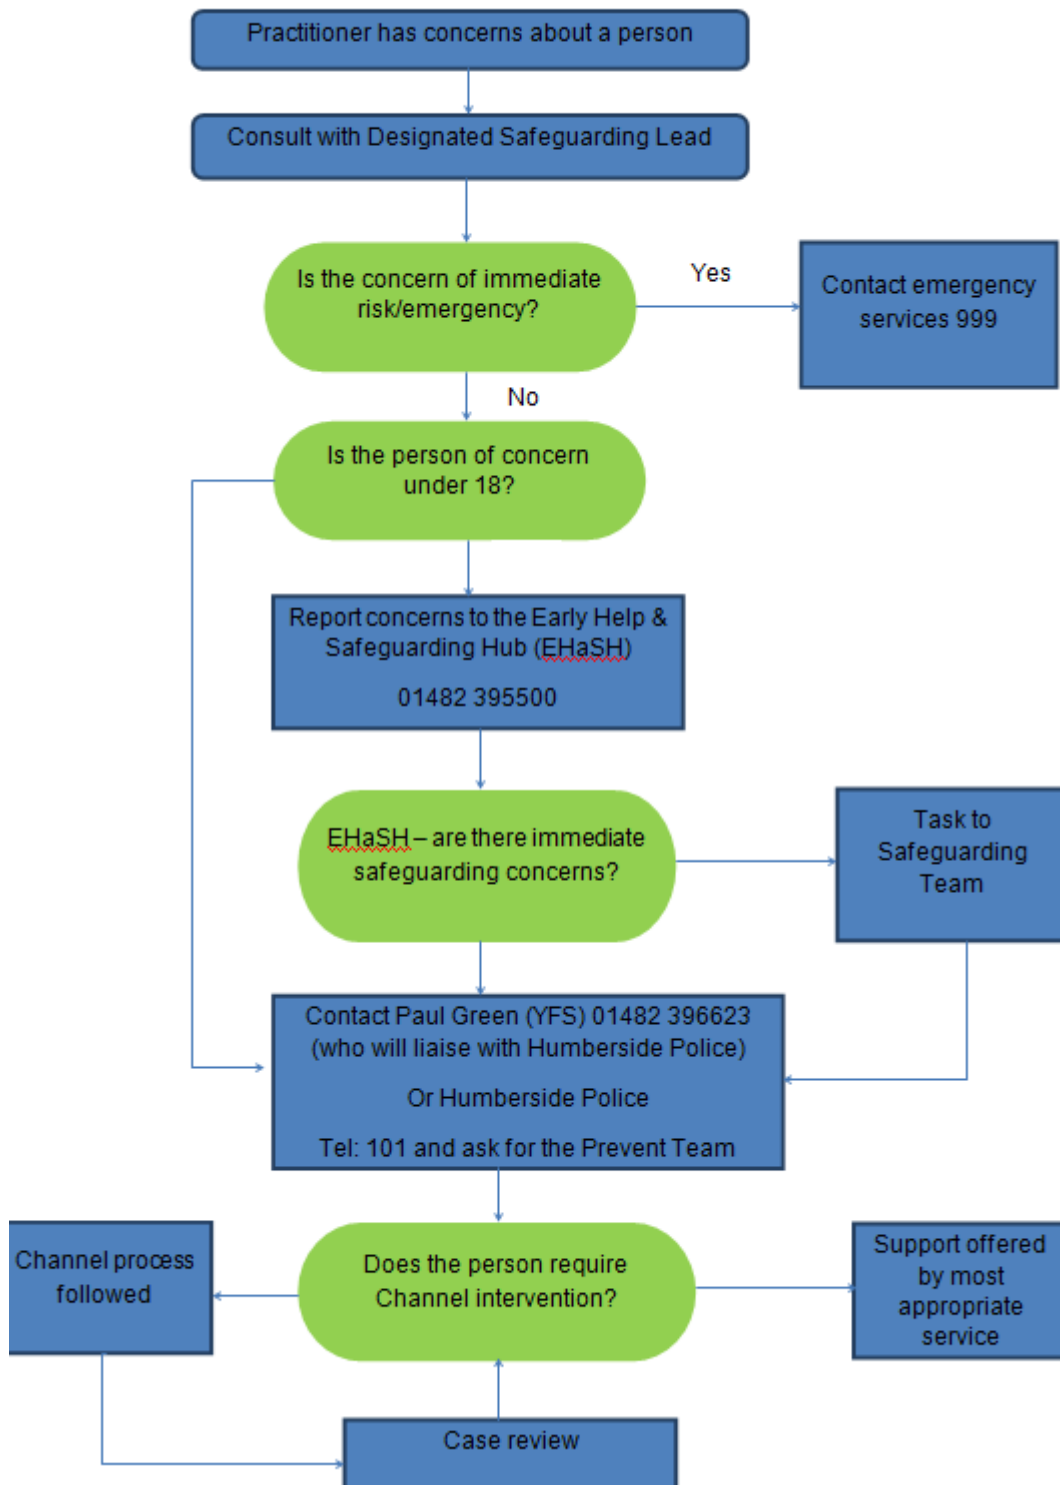 Practitioner has concerns about a person
Consult with Designated Safeguarding Lead
Is the concern of immediate
risk/emergency?
Yes
Contact emergency
services 999
No
Is the person of concern
under 18?
Report concerns to the Early Help &
Safeguarding Hub (EHaSH)
01482 395500
EHaSH – are there immediate
safeguarding concerns?
Task to
Safeguarding
Team
Contact Paul Green (YFS) 01482 396623
(who will liaise with Humberside Police)
Or Humberside Police
Tel: 101 and ask for the Prevent Team
Channel process
followed
Does the person require
Channel intervention?
Support offered
by most
appropriate
service
Case review